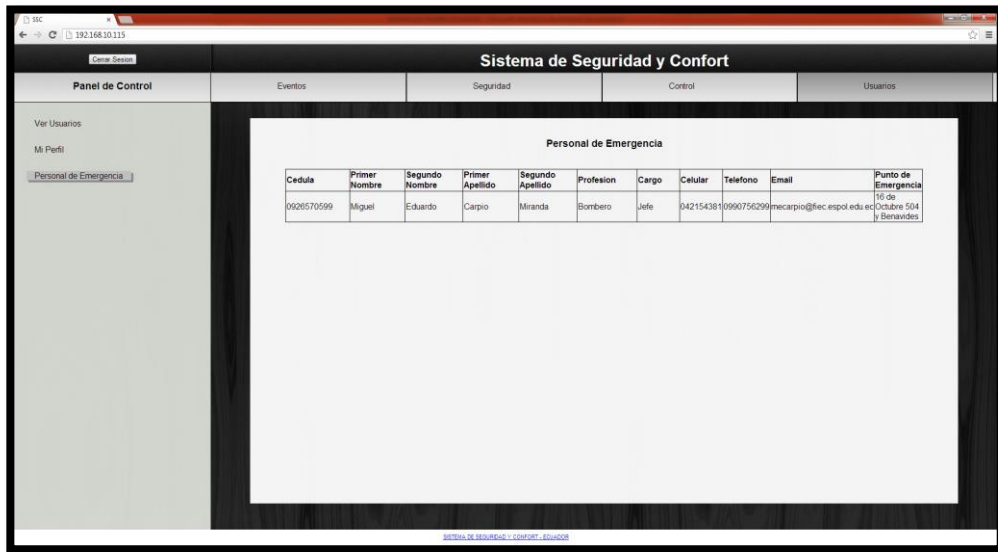 SSC
192.168.10.115
Cerrar Sesion
Sistema de Seguridad y Confort
Panel de Control
Eventos
Seguridad
Control
Usuarios
Ver Usuarios
Mi Perfil
Personal de Emergencia
Personal de Emergencia
Cedula Primer Nombre Segundo Nombre Primer Apellido Segundo Apellido Profesion Cargo Celular Telefono Email Punto de Emergencia
0926570599 Miguel Eduardo Carpio Miranda Bombero Jefe 042154381 0990756299 mecarpio@fiec.espol.edu.ec 16 de Octubre 504 y Benavides
SISTEMA DE SEGURIDAD Y CONFORT - ECUADOR